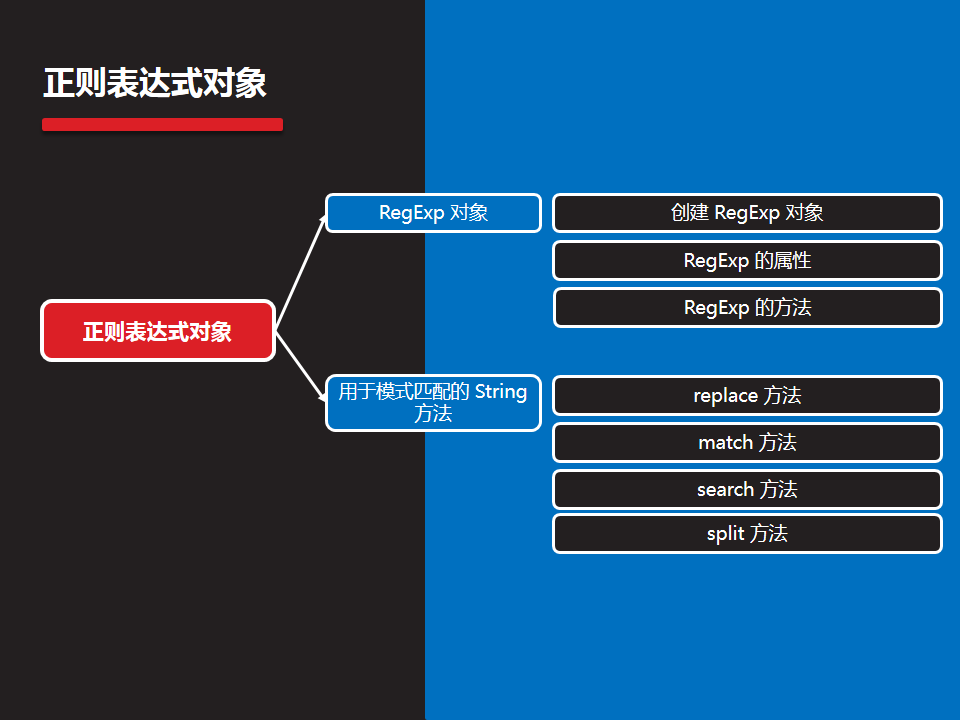 正则表达式对象
RegExp 对象
创建 RegExp 对象
RegExp 的属性
RegExp 的方法
正则表达式对象
用于模式匹配的 String
方法
replace 方法
match 方法
search 方法
split 方法